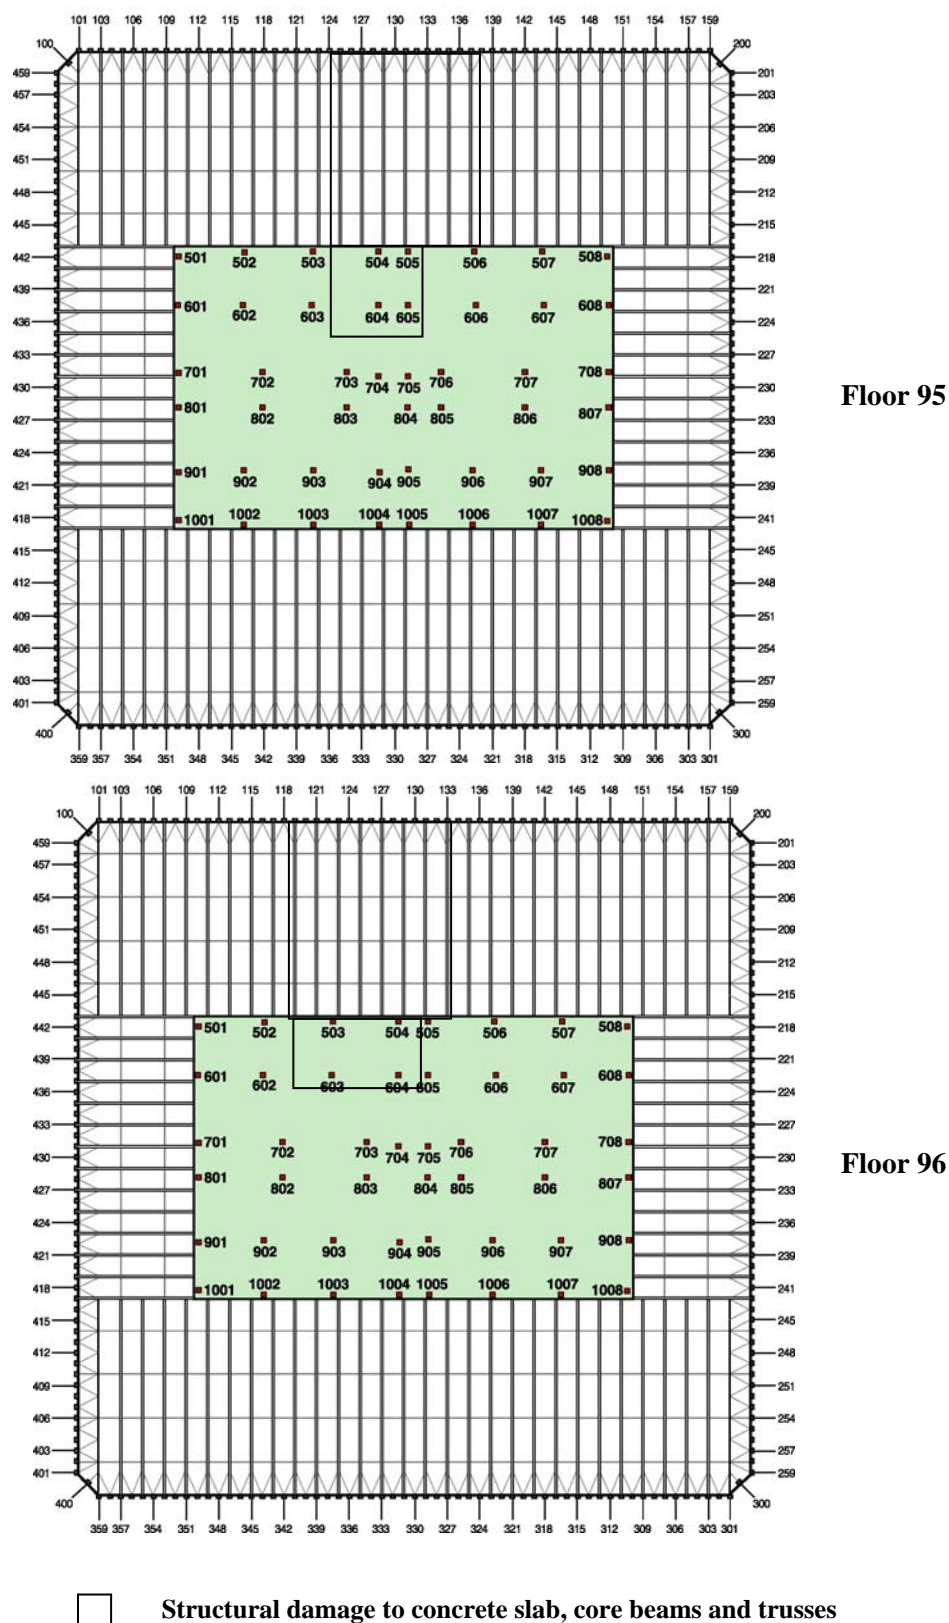 101 103 106 109 112 115 118 121 124 127 130 133 136 139 142 145 148 151 154 157 159
100 200
459 201
457 203
454 206
451 209
448 212
445 215
442 501 502 503 504 505 506 507 508 218
439 221
601 602 603 604 605 606 607 608
436 224
433 227
701 702 703 704 705 706 707 708
430 230
801 802 803 804 805 806 807
427 233
424 236
901 902 903 904 905 906 907 908
421 239
418 1001 1002 1003 1004 1005 1006 1007 1008 241
415 245
412 248
409 251
406 254
403 257
401 259
400 300
359 357 354 351 348 345 342 339 336 333 330 327 324 321 318 315 312 309 306 303 301
Floor 95
101 103 106 109 112 115 118 121 124 127 130 133 136 139 142 145 148 151 154 157 159
100 200
459 201
457 203
454 206
451 209
448 212
445 215
442 501 502 503 504 505 506 507 508 218
439 221
601 602 603 604 605 606 607 608
436 224
433 227
701 702 703 704 705 706 707 708
430 230
801 802 803 804 805 806 807
427 233
424 236
901 902 903 904 905 906 907 908
421 239
418 1001 1002 1003 1004 1005 1006 1007 1008 241
415 245
412 248
409 251
406 254
403 257
401 259
400 300
359 357 354 351 348 345 342 339 336 333 330 327 324 321 318 315 312 309 306 303 301
Floor 96
Structural damage to concrete slab, core beams and trusses